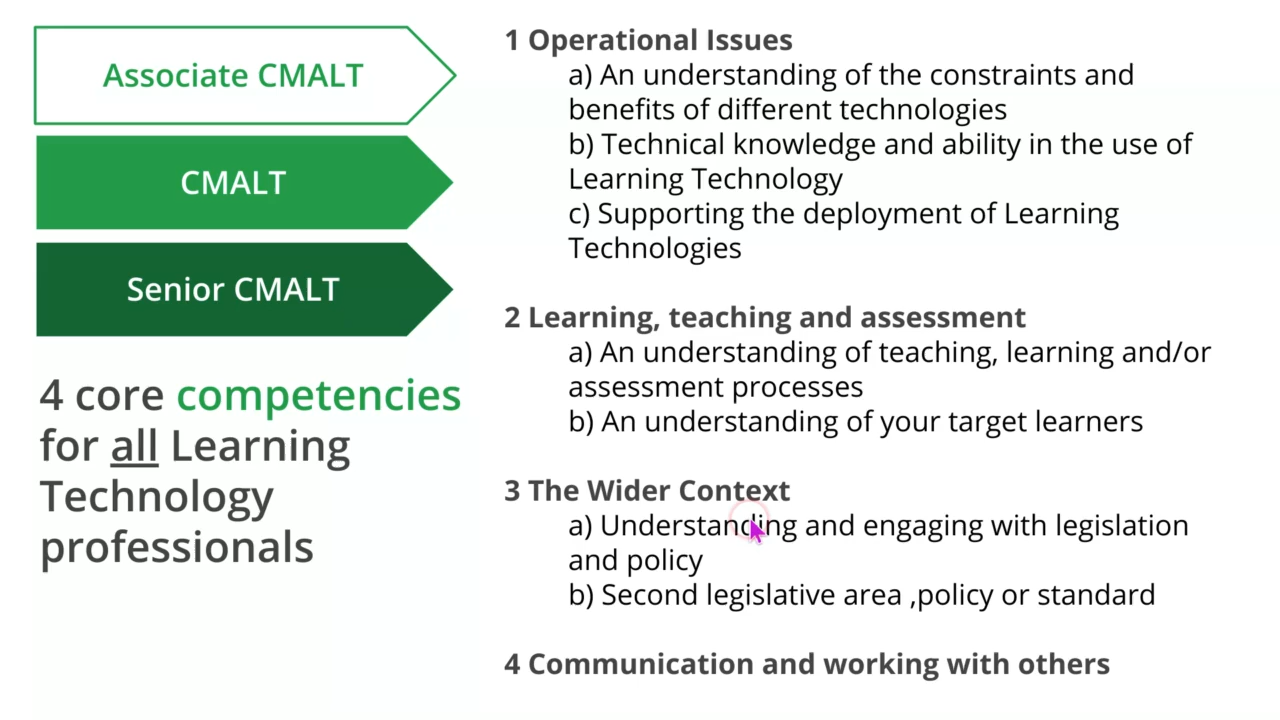 Associate CMALT
CMALT
Senior CMALT
4 core competencies
for all Learning
Technology
professionals
1 Operational Issues
a) An understanding of the constraints and
benefits of different technologies
b) Technical knowledge and ability in the use of
Learning Technology
c) Supporting the deployment of Learning
Technologies
2 Learning, teaching and assessment
a) An understanding of teaching, learning and/or
assessment processes
b) An understanding of your target learners
3 The Wider Context
a) Understanding and engaging with legislation
and policy
b) Second legislative area ,policy or standard
4 Communication and working with others